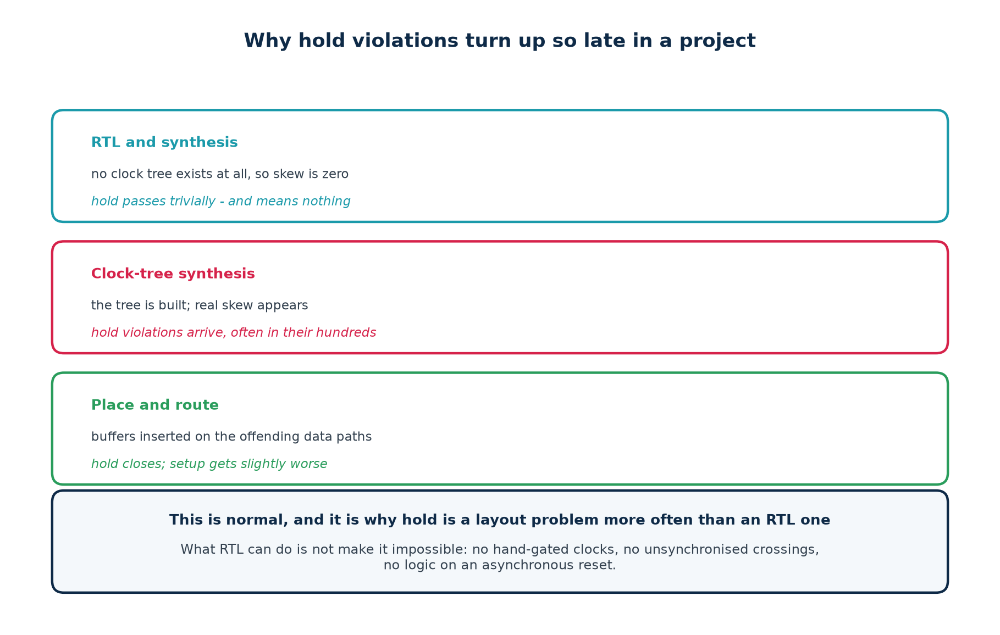 Why hold violations turn up so late in a project
RTL and synthesis
no clock tree exists at all, so skew is zero
hold passes trivially - and means nothing
Clock-tree synthesis
the tree is built; real skew appears
hold violations arrive, often in their hundreds
Place and route
buffers inserted on the offending data paths
hold closes; setup gets slightly worse
This is normal, and it is why hold is a layout problem more often than an RTL one
What RTL can do is not make it impossible: no hand-gated clocks, no unsynchronised crossings,
no logic on an asynchronous reset.